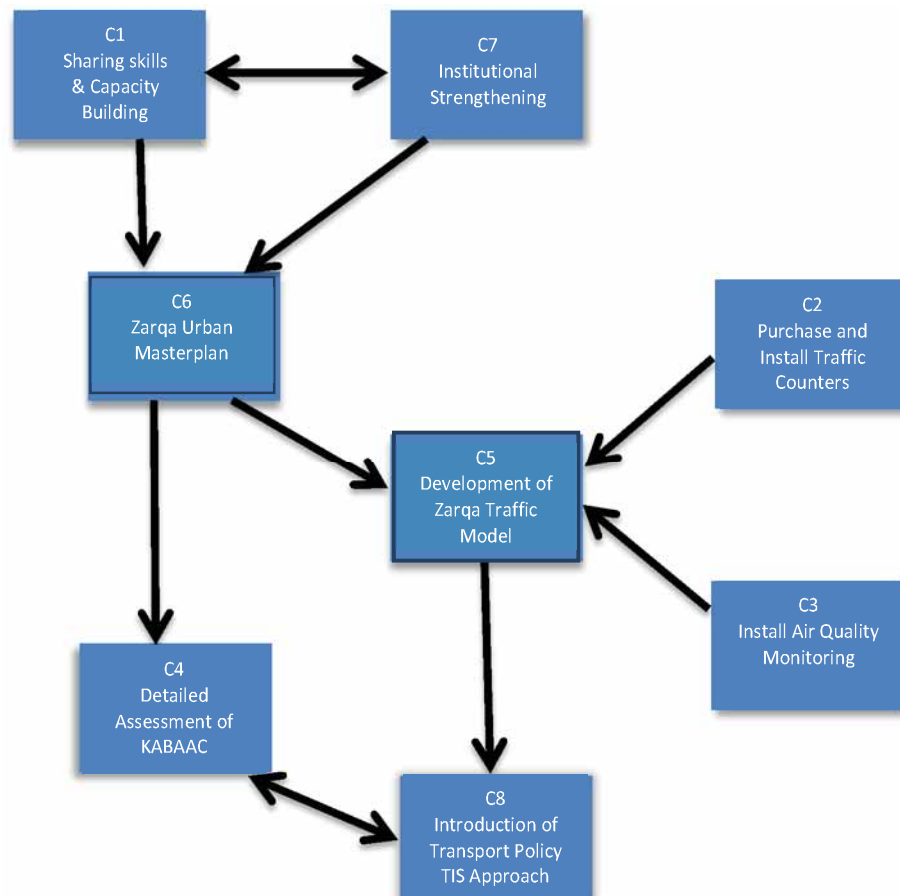 C1
Sharing skills
& Capacity
Building
C7
Institutional
Strengthening
C6
Zarqa Urban
Masterplan
C2
Purchase and
Install Traffic
Counters
C5
Development of
Zarqa Traffic
Model
C3
Install Air Quality
Monitoring
C4
Detailed
Assessment of
KABAAC
C8
Introduction of
Transport Policy
TIS Approach